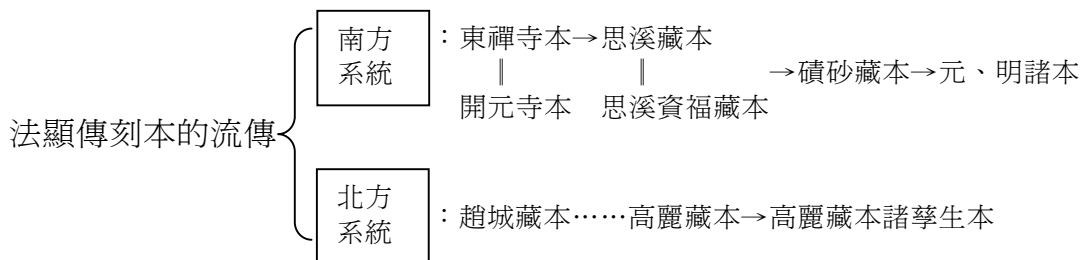 法顯傳刻本的流傳
南方
系統
：東禪寺本→思溪藏本
∥ ∥ →磧砂藏本→元、明諸本
開元寺本 思溪資福藏本
北方
系統
：趙城藏本……高麗藏本→高麗藏本諸孳生本